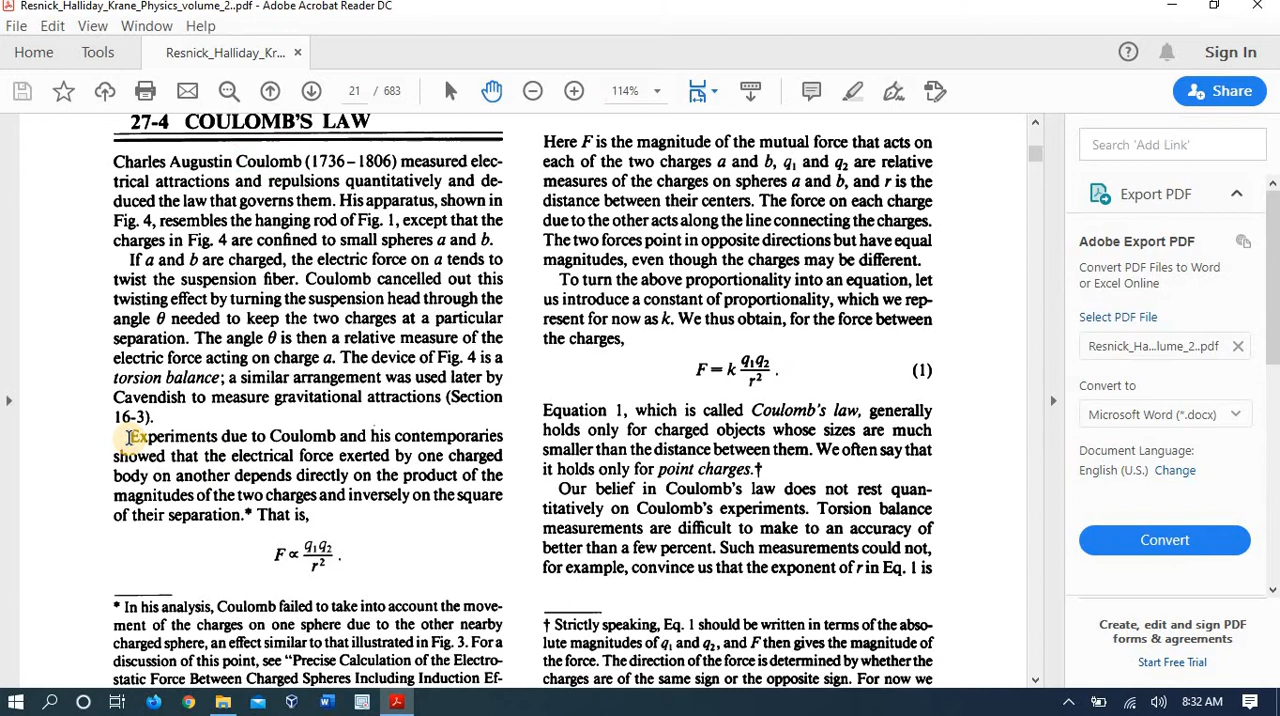 Resnick_Halliday_Krane_Physics_volume_2..pdf - Adobe Acrobat Reader DC
File Edit View Window Help
Home Tools Resnick_Halliday_Kr... × Sign In
21 / 683 114% Share
27-4 COULOMB'S LAW
Charles Augustin Coulomb (1736–1806) measured elec-
trical attractions and repulsions quantitatively and de-
duced the law that governs them. His apparatus, shown in
Fig. 4, resembles the hanging rod of Fig. 1, except that the
charges in Fig. 4 are confined to small spheres a and b.
If a and b are charged, the electric force on a tends to
twist the suspension fiber. Coulomb cancelled out this
twisting effect by turning the suspension head through the
angle θ needed to keep the two charges at a particular
separation. The angle θ is then a relative measure of the
electric force acting on charge a. The device of Fig. 4 is a
torsion balance; a similar arrangement was used later by
Cavendish to measure gravitational attractions (Section
16-3).
Experiments due to Coulomb and his contemporaries
showed that the electrical force exerted by one charged
body on another depends directly on the product of the
magnitudes of the two charges and inversely on the square
of their separation.* That is,
F ∝ q₁q₂ / r² .
* In his analysis, Coulomb failed to take into account the move-
ment of the charges on one sphere due to the other nearby
charged sphere, an effect similar to that illustrated in Fig. 3. For a
discussion of this point, see "Precise Calculation of the Electro-
static Force Between Charged Spheres Including Induction Ef-
Here F is the magnitude of the mutual force that acts on
each of the two charges a and b, q₁ and q₂ are relative
measures of the charges on spheres a and b, and r is the
distance between their centers. The force on each charge
due to the other acts along the line connecting the charges.
The two forces point in opposite directions but have equal
magnitudes, even though the charges may be different.
To turn the above proportionality into an equation, let
us introduce a constant of proportionality, which we rep-
resent for now as k. We thus obtain, for the force between
the charges,
F = k q₁q₂ / r² . (1)
Equation 1, which is called Coulomb's law, generally
holds only for charged objects whose sizes are much
smaller than the distance between them. We often say that
it holds only for point charges.†
Our belief in Coulomb's law does not rest quan-
titatively on Coulomb's experiments. Torsion balance
measurements are difficult to make to an accuracy of
better than a few percent. Such measurements could not,
for example, convince us that the exponent of r in Eq. 1 is
† Strictly speaking, Eq. 1 should be written in terms of the abso-
lute magnitudes of q₁ and q₂, and F then gives the magnitude of
the force. The direction of the force is determined by whether the
charges are of the same sign or the opposite sign. For now we
Search 'Add Link'
Export PDF
Adobe Export PDF
Convert PDF Files to Word
or Excel Online
Select PDF File
Resnick_Ha...lume_2..pdf ×
Convert to
Microsoft Word (*.docx)
Document Language:
English (U.S.) Change
Convert
Create, edit and sign PDF
forms & agreements
Start Free Trial
8:32 AM